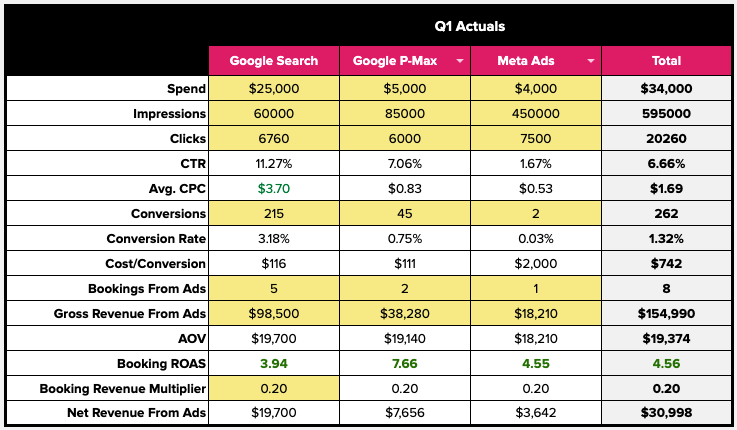 Q1 Actuals
Google Search Google P-Max Meta Ads Total
Spend $25,000 $5,000 $4,000 $34,000
Impressions 60000 85000 450000 595000
Clicks 6760 6000 7500 20260
CTR 11.27% 7.06% 1.67% 6.66%
Avg. CPC $3.70 $0.83 $0.53 $1.69
Conversions 215 45 2 262
Conversion Rate 3.18% 0.75% 0.03% 1.32%
Cost/Conversion $116 $111 $2,000 $742
Bookings From Ads 5 2 1 8
Gross Revenue From Ads $98,500 $38,280 $18,210 $154,990
AOV $19,700 $19,140 $18,210 $19,374
Booking ROAS 3.94 7.66 4.55 4.56
Booking Revenue Multiplier 0.20 0.20 0.20 0.20
Net Revenue From Ads $19,700 $7,656 $3,642 $30,998